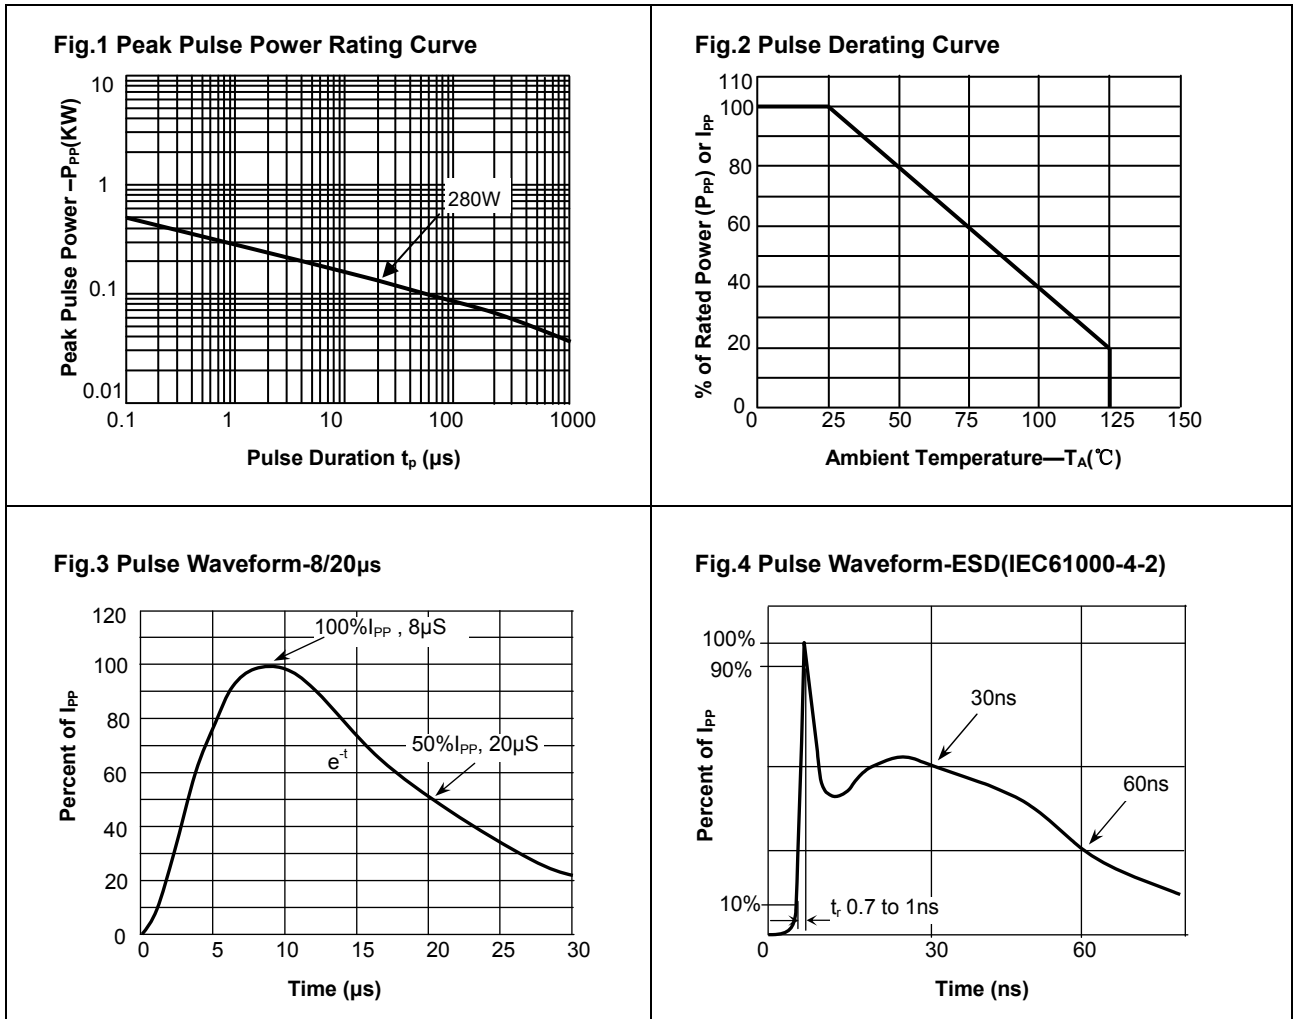 Fig.1 Peak Pulse Power Rating Curve
Peak Pulse Power –PPP(KW)
10
1
0.1
0.01
280W
0.1 1 10 100 1000
Pulse Duration tp (µs)
Fig.2 Pulse Derating Curve
% of Rated Power (PPP) or IPP
110
100
80
60
40
20
0
0 25 50 75 100 125 150
Ambient Temperature—TA(℃)
Fig.3 Pulse Waveform-8/20µs
Percent of IPP
120
100
80
60
40
20
0
100%IPP , 8µS
50%IPP, 20µS
e-t
0 5 10 15 20 25 30
Time (µs)
Fig.4 Pulse Waveform-ESD(IEC61000-4-2)
Percent of IPP
100%
90%
10%
30ns
60ns
tr 0.7 to 1ns
0 30 60
Time (ns)